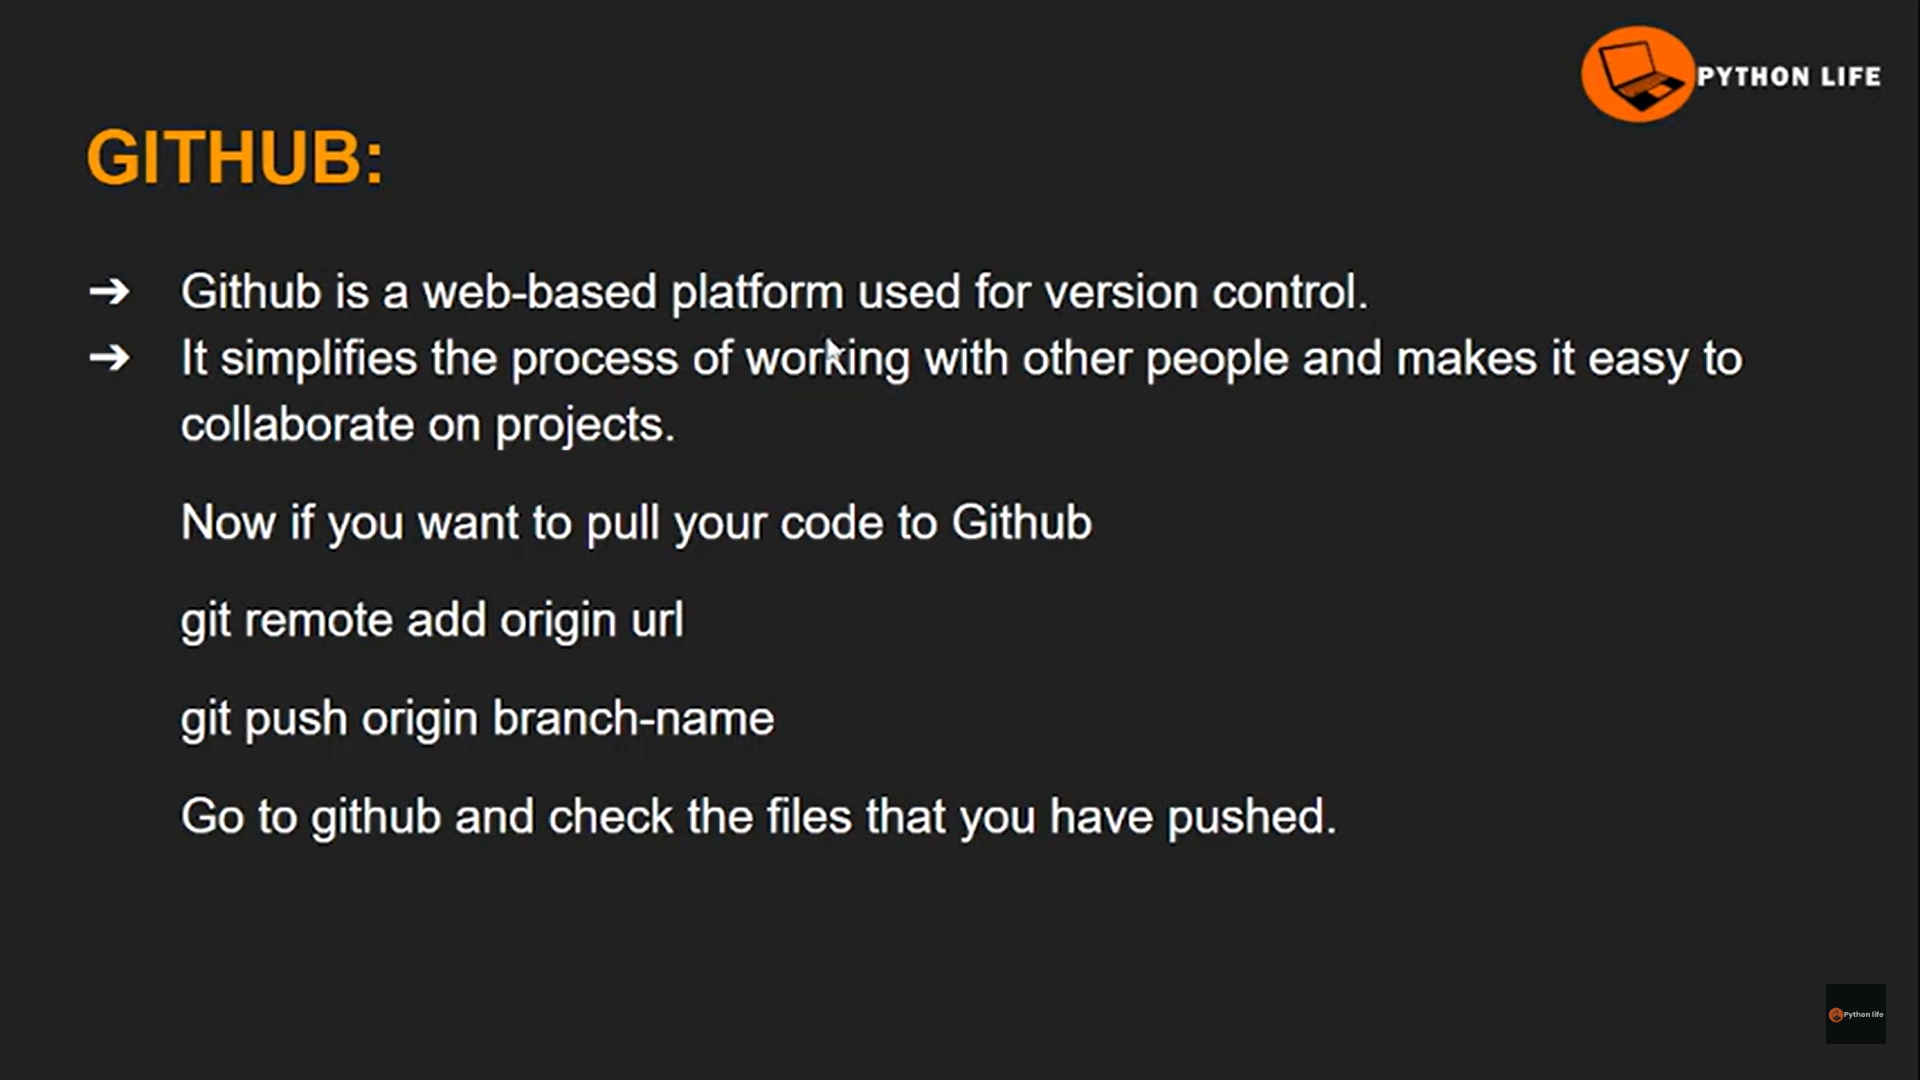 PYTHON LIFE
GITHUB:
➔ Github is a web-based platform used for version control.
➔ It simplifies the process of working with other people and makes it easy to
collaborate on projects.
Now if you want to pull your code to Github
git remote add origin url
git push origin branch-name
Go to github and check the files that you have pushed.
Python life